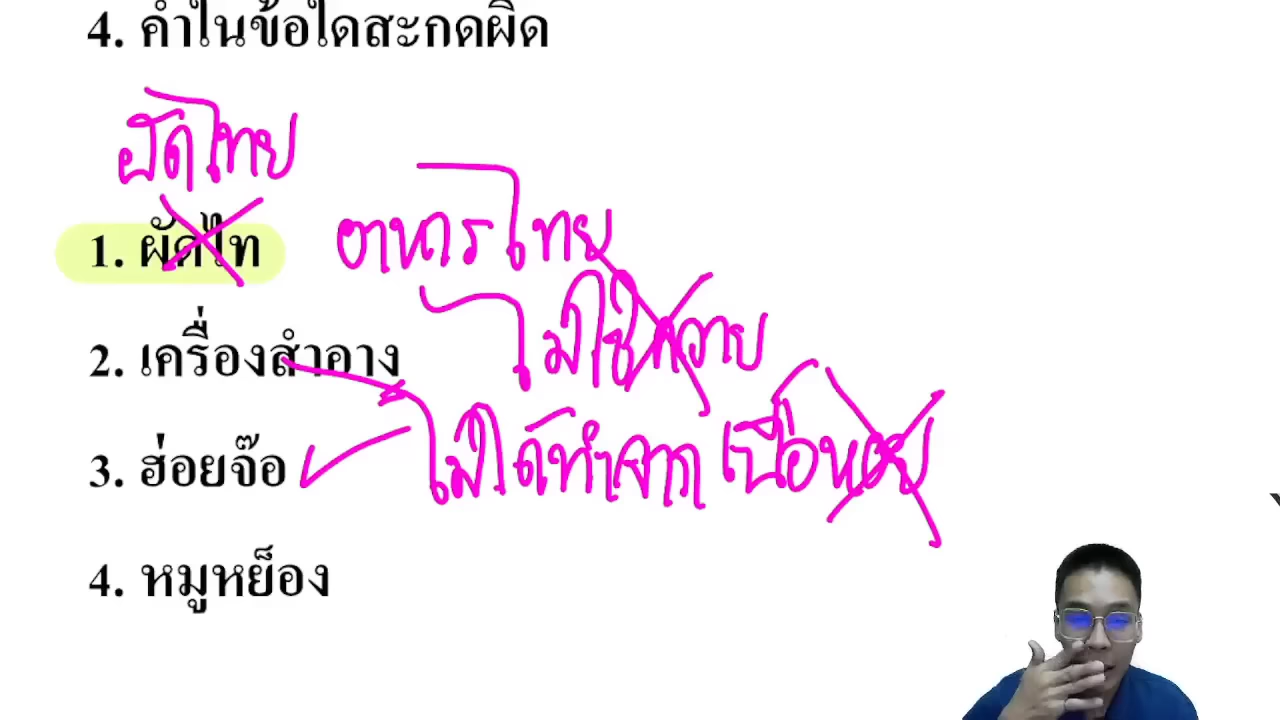 4. คำในข้อใดสะกดผิด
ผัดไทย
1. ผัดไท
อาหารไทย
ไม่ใช้ควาย
2. เครื่องสำอาง
ไม่ได้ทำจากเนื้อหอย
3. ฮ่อยจ๊อ
4. หมูหย็อง